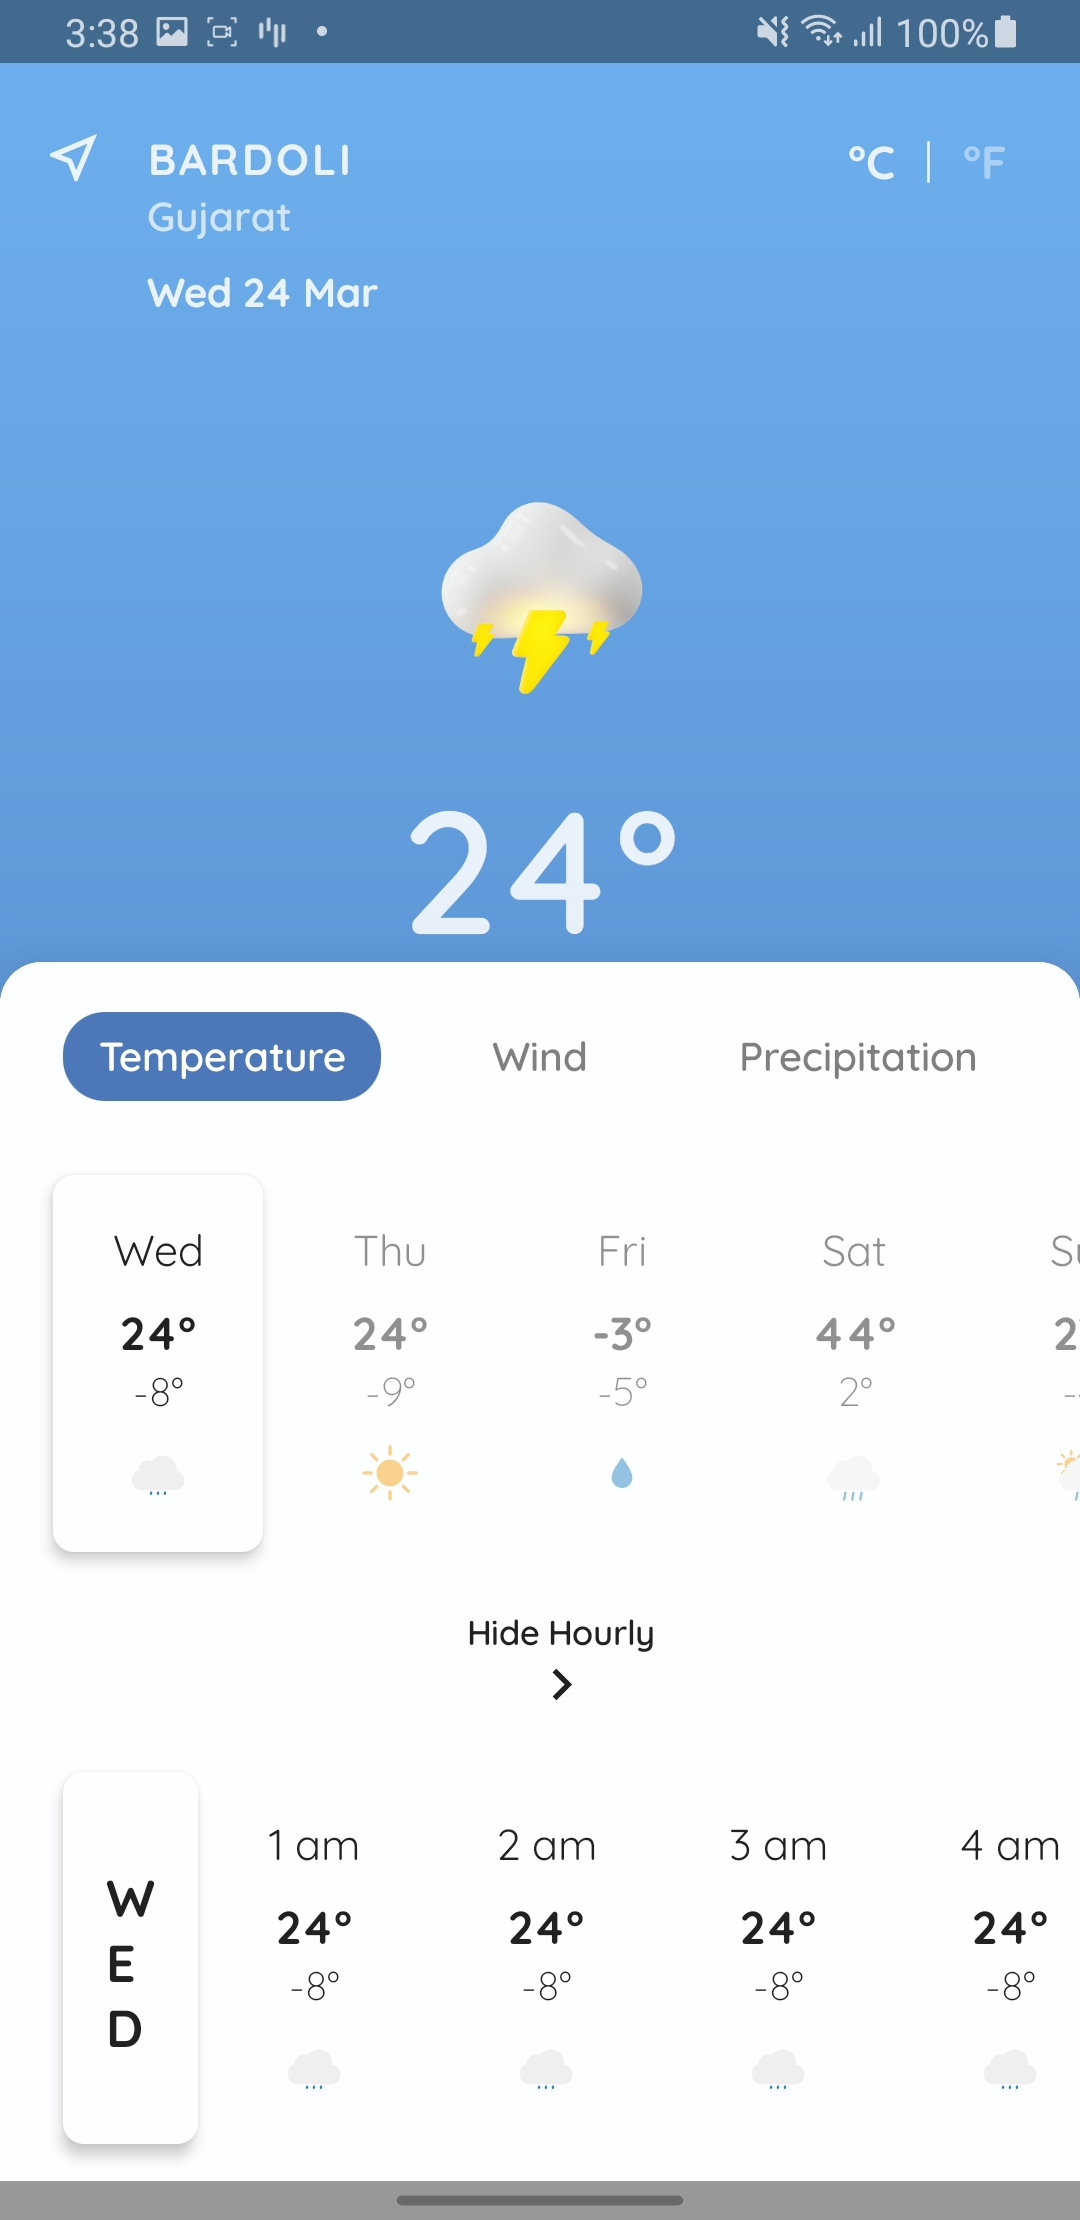 3:38 100%
BARDOLI °C | °F
Gujarat
Wed 24 Mar
24°
Temperature Wind Precipitation
Wed Thu Fri Sat
24° 24° -3° 44°
-8° -9° -5° 2°
Hide Hourly
1 am 2 am 3 am 4 am
24° 24° 24° 24°
-8° -8° -8° -8°
W
E
D